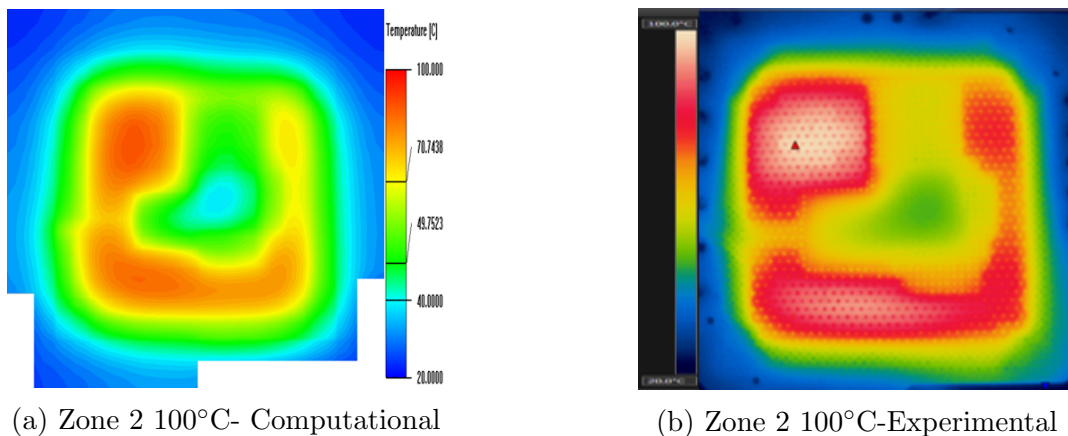 Temperature [C]
100.000
70.7438
49.7523
40.0000
20.0000
100.0°C
20.0°C
(a) Zone 2 100°C- Computational
(b) Zone 2 100°C-Experimental